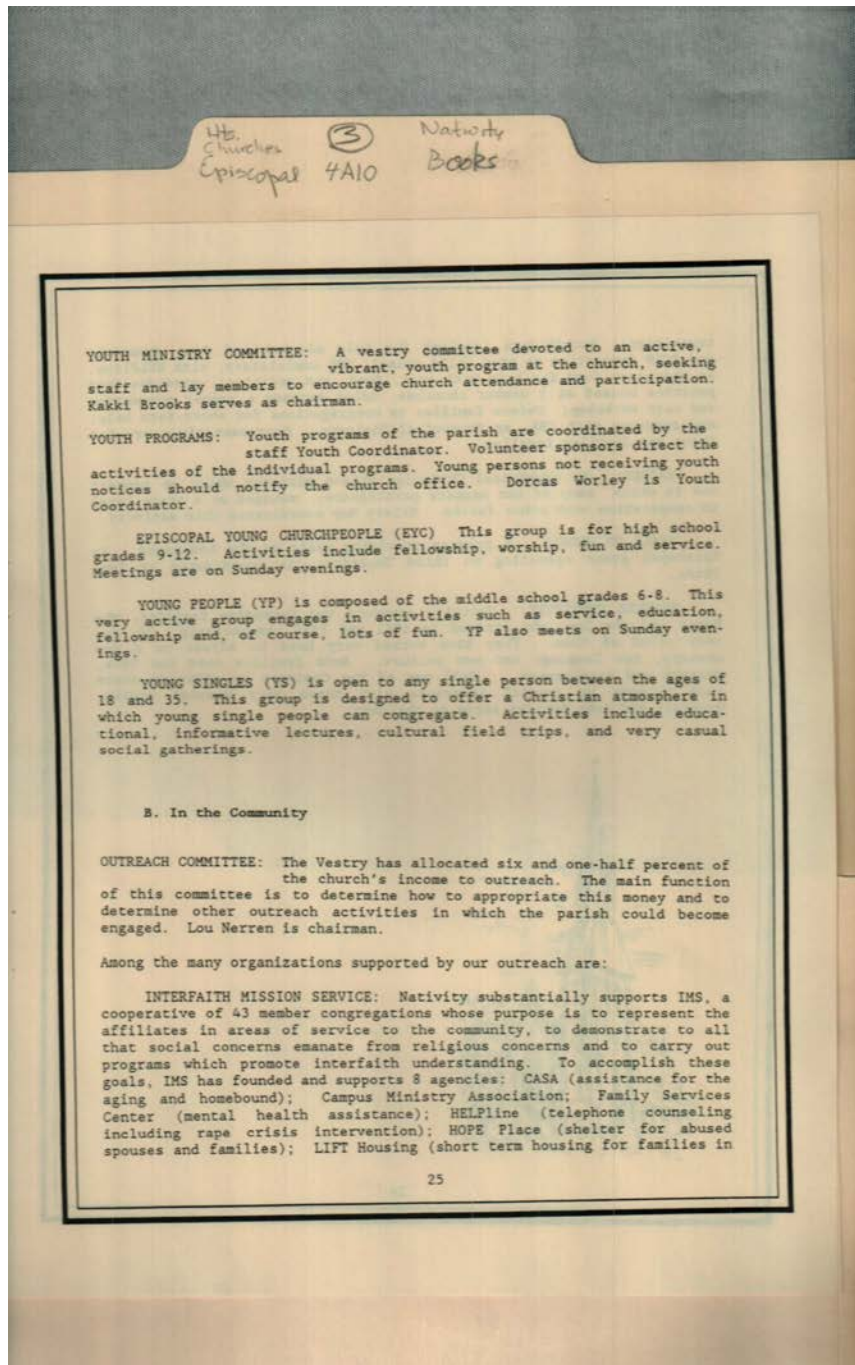 Hts.
Churches
Episcopal
3
4A10
Nativity
Books
YOUTH MINISTRY COMMITTEE: A vestry committee devoted to an active,
vibrant, youth program at the church, seeking
staff and lay members to encourage church attendance and participation.
Kakki Brooks serves as chairman.
YOUTH PROGRAMS: Youth programs of the parish are coordinated by the
staff Youth Coordinator. Volunteer sponsors direct the
activities of the individual programs. Young persons not receiving youth
notices should notify the church office. Dorcas Worley is Youth
Coordinator.
EPISCOPAL YOUNG CHURCHPEOPLE (EYC) This group is for high school
grades 9-12. Activities include fellowship, worship, fun and service.
Meetings are on Sunday evenings.
YOUNG PEOPLE (YP) is composed of the middle school grades 6-8. This
very active group engages in activities such as service, education,
fellowship and, of course, lots of fun. YP also meets on Sunday even-
ings.
YOUNG SINGLES (YS) is open to any single person between the ages of
18 and 35. This group is designed to offer a Christian atmosphere in
which young single people can congregate. Activities include educa-
tional, informative lectures, cultural field trips, and very casual
social gatherings.
B. In the Community
OUTREACH COMMITTEE: The Vestry has allocated six and one-half percent of
the church's income to outreach. The main function
of this committee is to determine how to appropriate this money and to
determine other outreach activities in which the parish could become
engaged. Lou Nerren is chairman.
Among the many organizations supported by our outreach are:
INTERFAITH MISSION SERVICE: Nativity substantially supports IMS, a
cooperative of 43 member congregations whose purpose is to represent the
affiliates in areas of service to the community, to demonstrate to all
that social concerns emanate from religious concerns and to carry out
programs which promote interfaith understanding. To accomplish these
goals, IMS has founded and supports 8 agencies: CASA (assistance for the
aging and homebound); Campus Ministry Association; Family Services
Center (mental health assistance); HELPline (telephone counseling
including rape crisis intervention); HOPE Place (shelter for abused
spouses and families); LIFT Housing (short term housing for families in
25